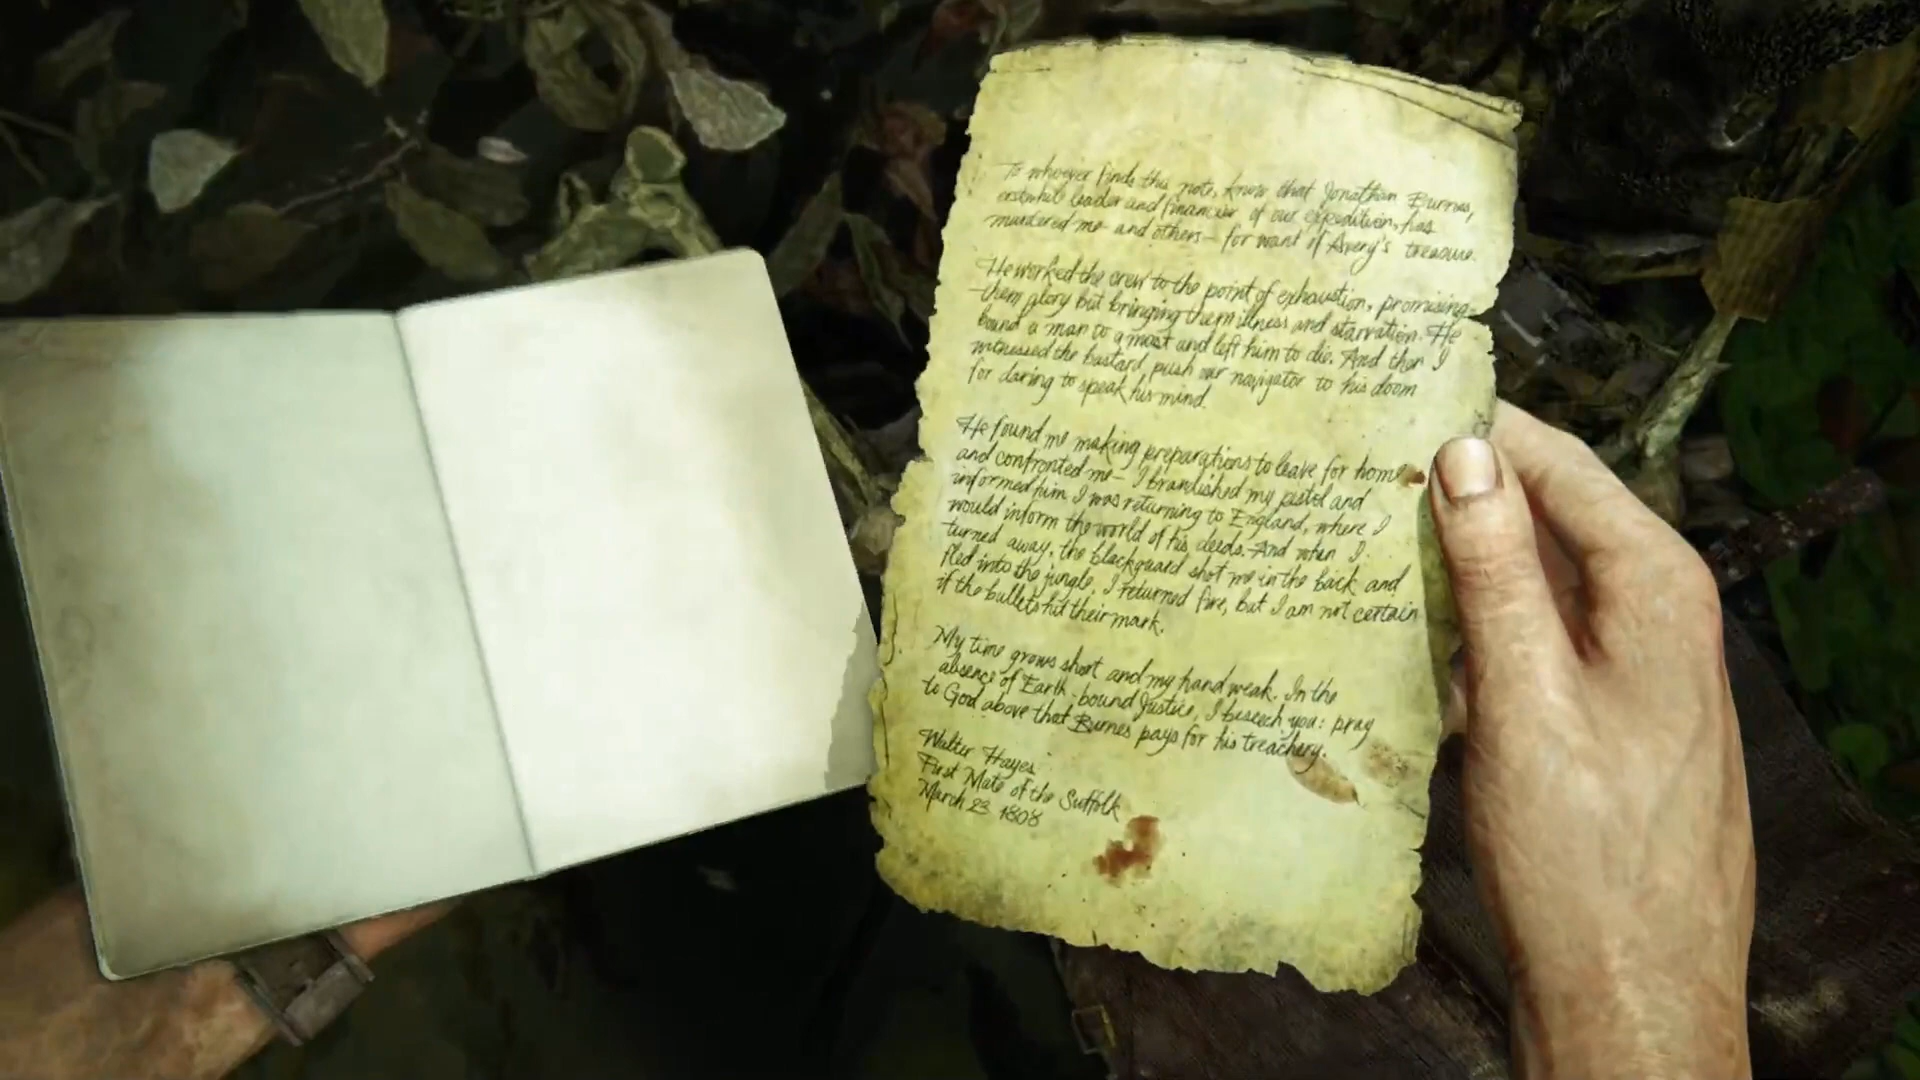 To whoever finds this note, know that Jonathan Burnes,
erstwhile leader and financier of our expedition, has
murdered me - and others - for want of Avery's treasure.
He worked the crew to the point of exhaustion, promising
them glory but bringing them illness and starvation. He
bound a man to a mast and left him to die. And then I
witnessed the bastard push our navigator to his doom
for daring to speak his mind.
He found me making preparations to leave for home
and confronted me - I brandished my pistol and
informed him I was returning to England, where I
would inform the world of his deeds. And when I
turned away, the blackguard shot me in the back and
fled into the jungle. I returned fire, but I am not certain
if the bullets hit their mark.
My time grows short and my hand weak. In the
absence of Earth-bound Justice, I beseech you: pray
to God above that Burnes pays for his treachery.
Walter Hayes
First Mate of the Suffolk
March 23 1808